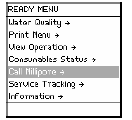 READY MENU
Water Quality →
Print Menu →
View Operation →
Consumables Status →
Call Millipore →
Service Tracking →
Information →